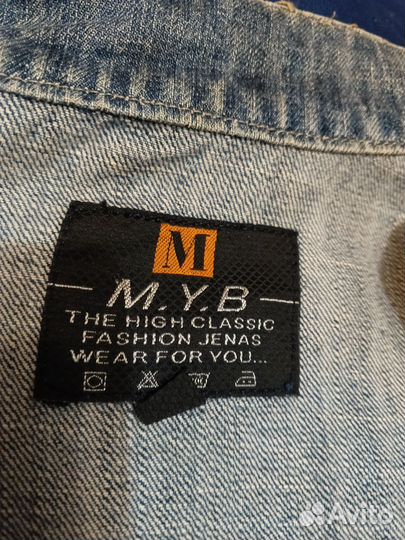 M
M.Y.B
THE HIGH CLASSIC
FASHION JENAS
WEAR FOR YOU...
Avito